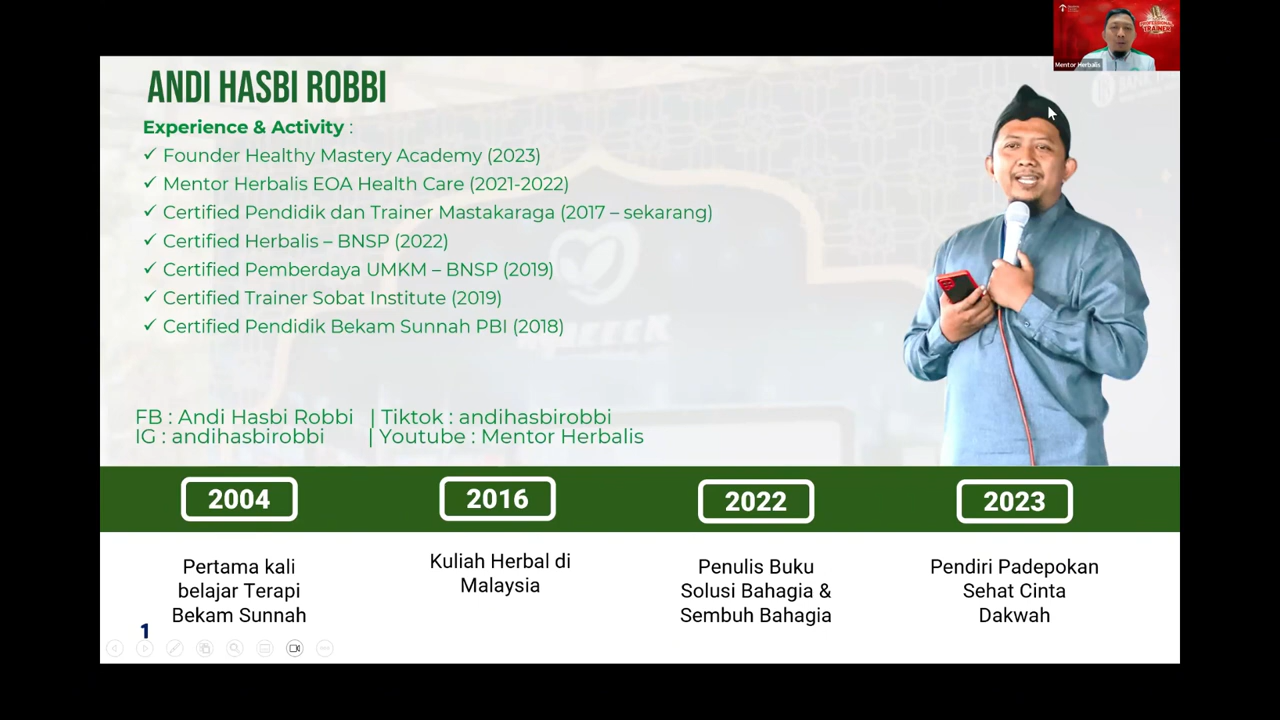 Mentor Herbalis
PROFESSIONAL
TRAINER
ANDI HASBI ROBBI
Experience & Activity :
✓ Founder Healthy Mastery Academy (2023)
✓ Mentor Herbalis EOA Health Care (2021-2022)
✓ Certified Pendidik dan Trainer Mastakaraga (2017 – sekarang)
✓ Certified Herbalis – BNSP (2022)
✓ Certified Pemberdaya UMKM – BNSP (2019)
✓ Certified Trainer Sobat Institute (2019)
✓ Certified Pendidik Bekam Sunnah PBI (2018)
FB : Andi Hasbi Robbi | Tiktok : andihasbirobbi
IG : andihasbirobbi | Youtube : Mentor Herbalis
2004
Pertama kali
belajar Terapi
Bekam Sunnah
2016
Kuliah Herbal di
Malaysia
2022
Penulis Buku
Solusi Bahagia &
Sembuh Bahagia
2023
Pendiri Padepokan
Sehat Cinta
Dakwah
1